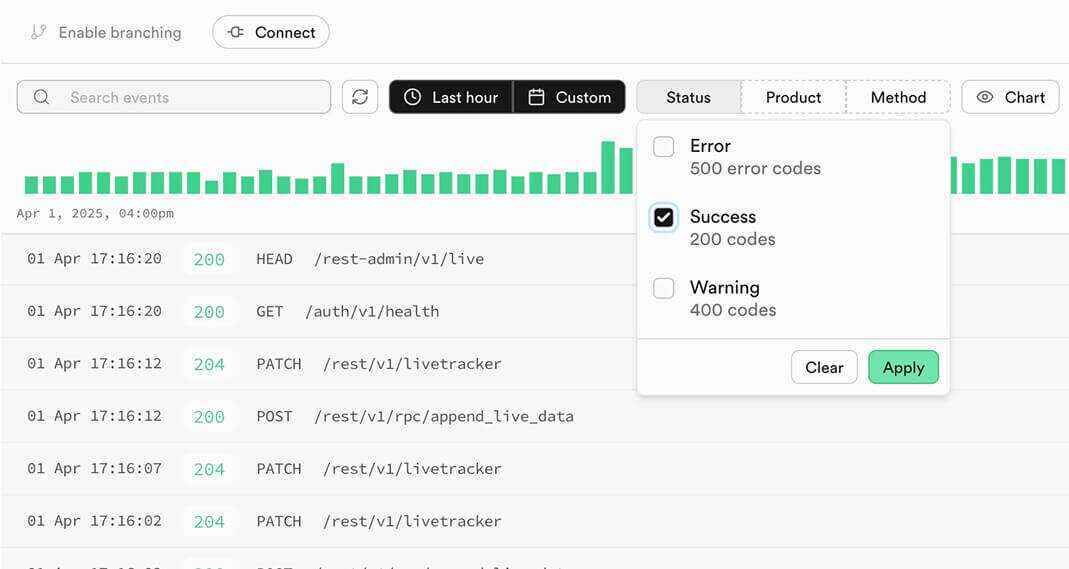 Enable branching Connect
Search events Last hour Custom Status Product Method Chart
Error
500 error codes
Success
200 codes
Warning
400 codes
Clear Apply
Apr 1, 2025, 04:00pm
01 Apr 17:16:20 200 HEAD /rest-admin/v1/live
01 Apr 17:16:20 200 GET /auth/v1/health
01 Apr 17:16:12 204 PATCH /rest/v1/livetracker
01 Apr 17:16:12 200 POST /rest/v1/rpc/append_live_data
01 Apr 17:16:07 204 PATCH /rest/v1/livetracker
01 Apr 17:16:02 204 PATCH /rest/v1/livetracker